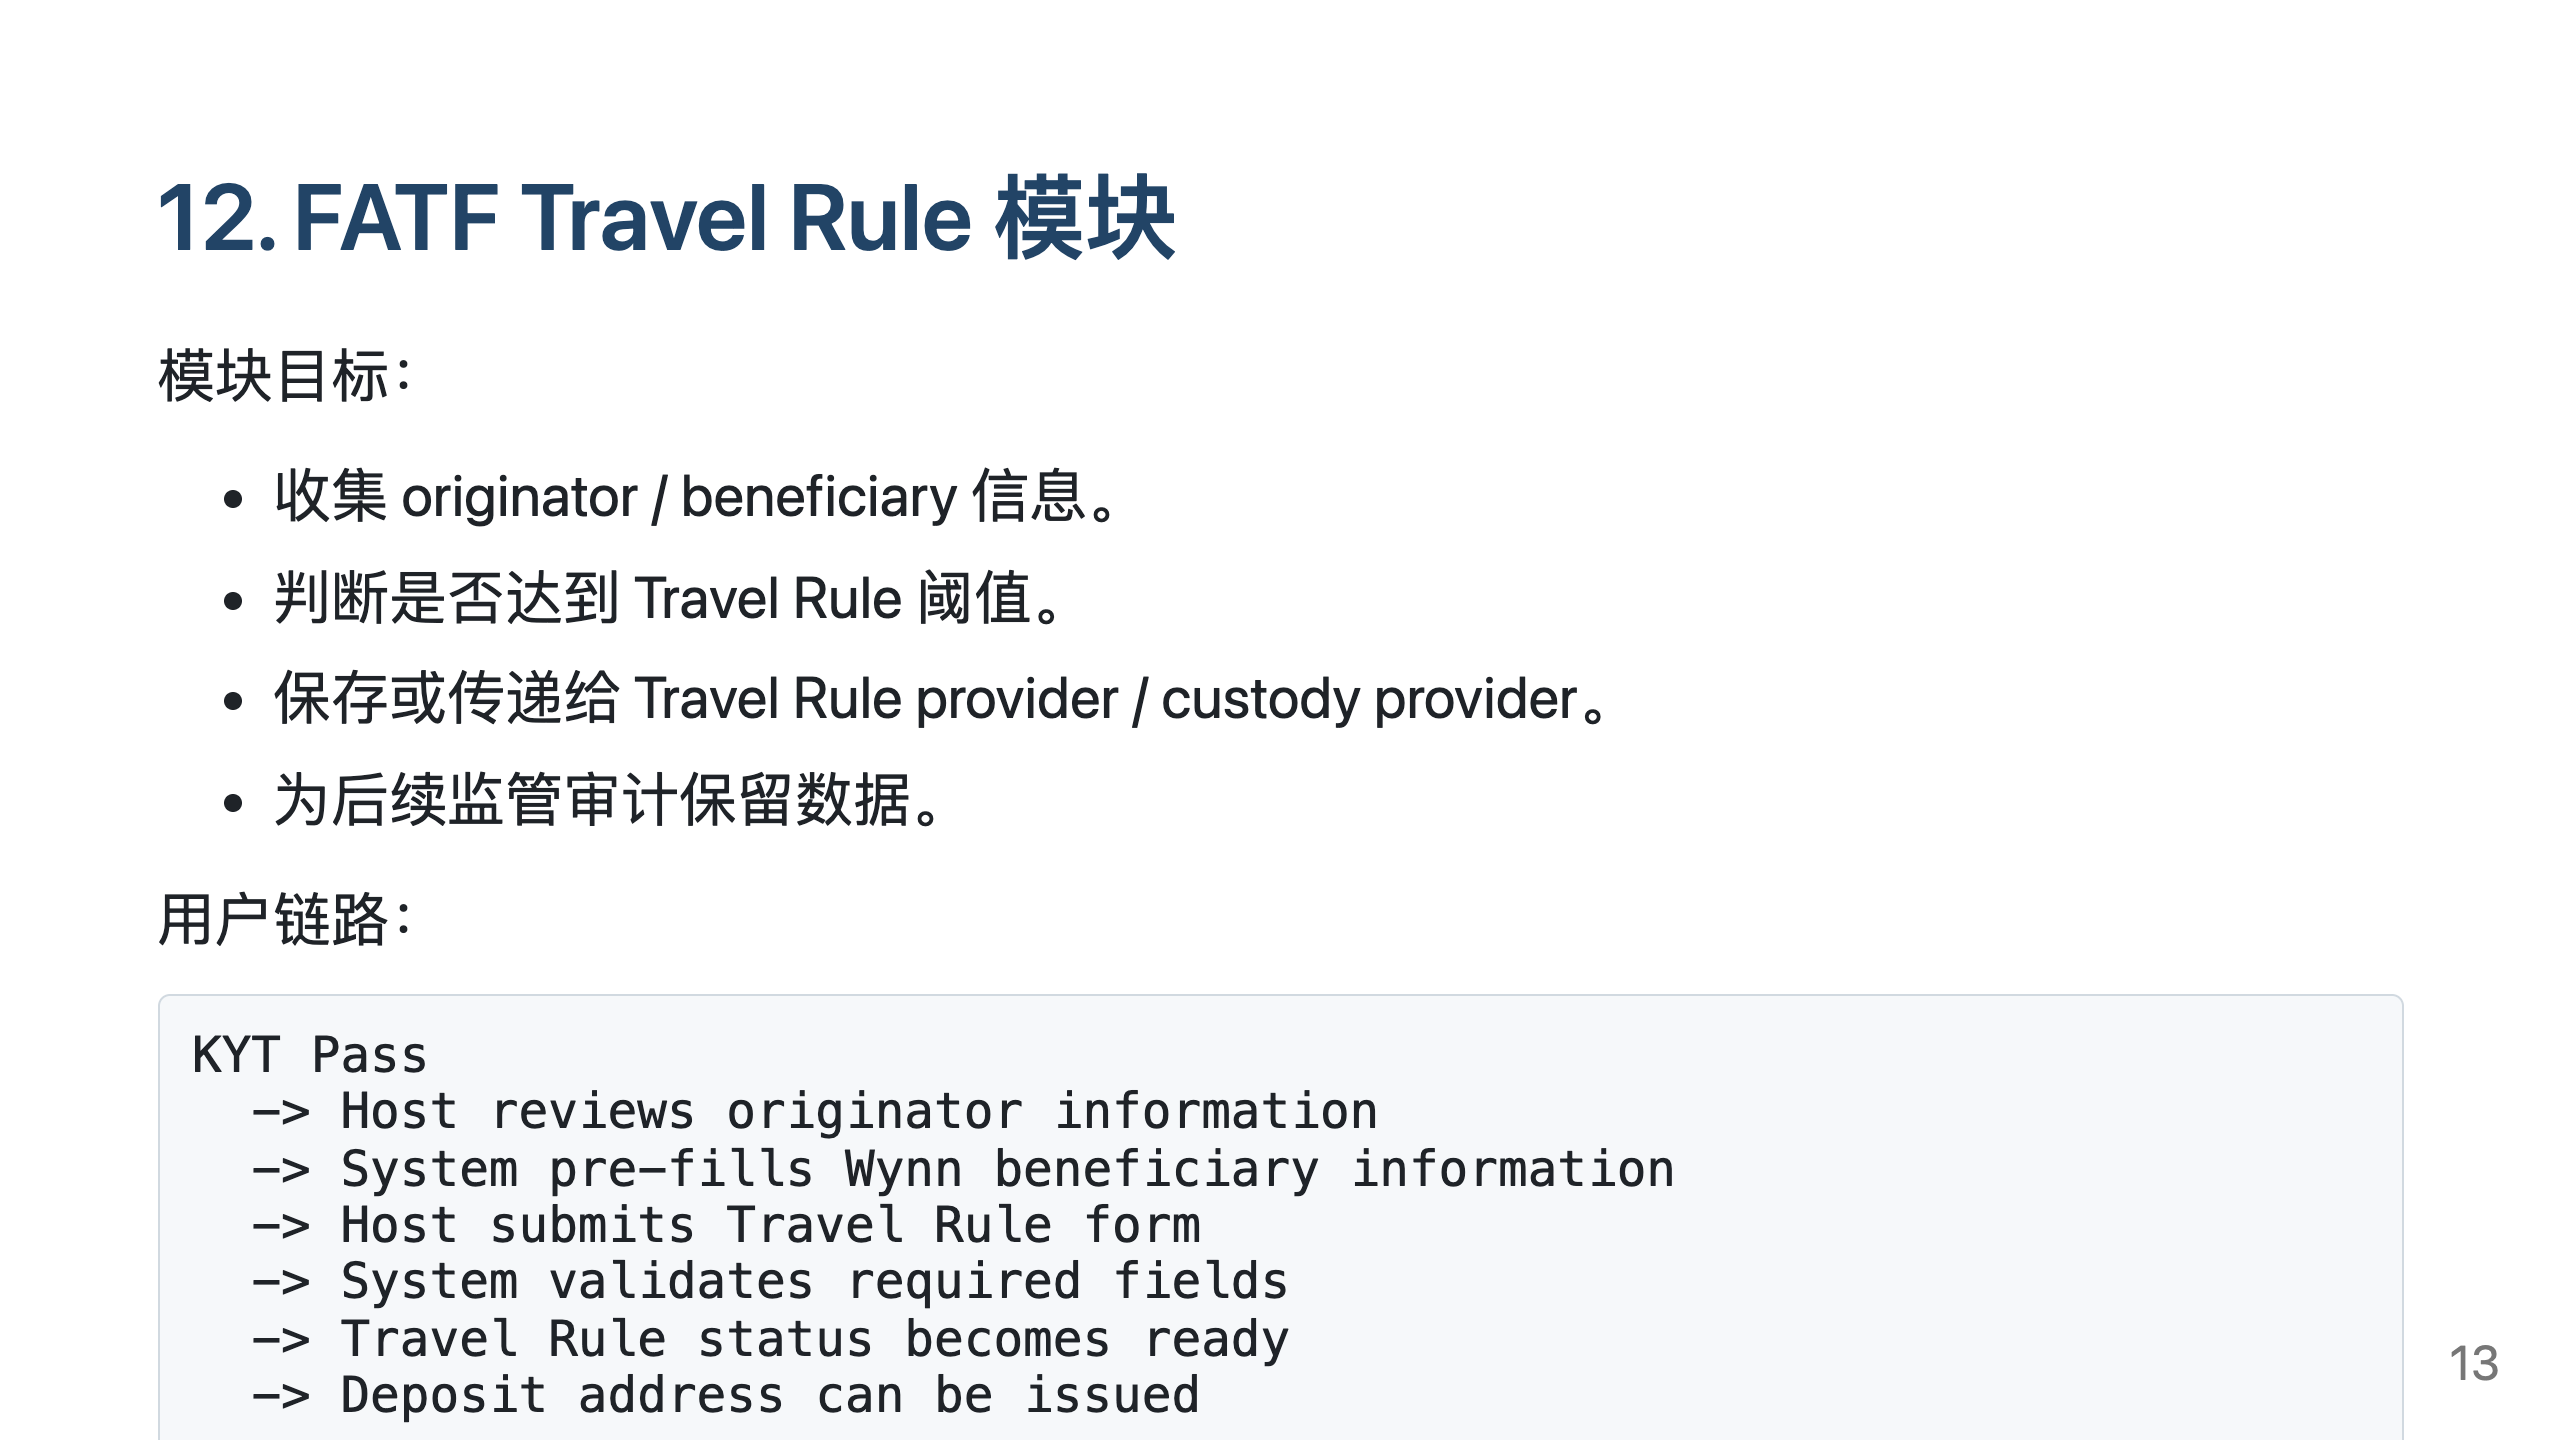 12. FATF Travel Rule 模块
模块目标：
• 收集 originator / beneficiary 信息。
• 判断是否达到 Travel Rule 阈值。
• 保存或传递给 Travel Rule provider / custody provider。
• 为后续监管审计保留数据。
用户链路：
KYT Pass
  -> Host reviews originator information
  -> System pre-fills Wynn beneficiary information
  -> Host submits Travel Rule form
  -> System validates required fields
  -> Travel Rule status becomes ready
  -> Deposit address can be issued
13